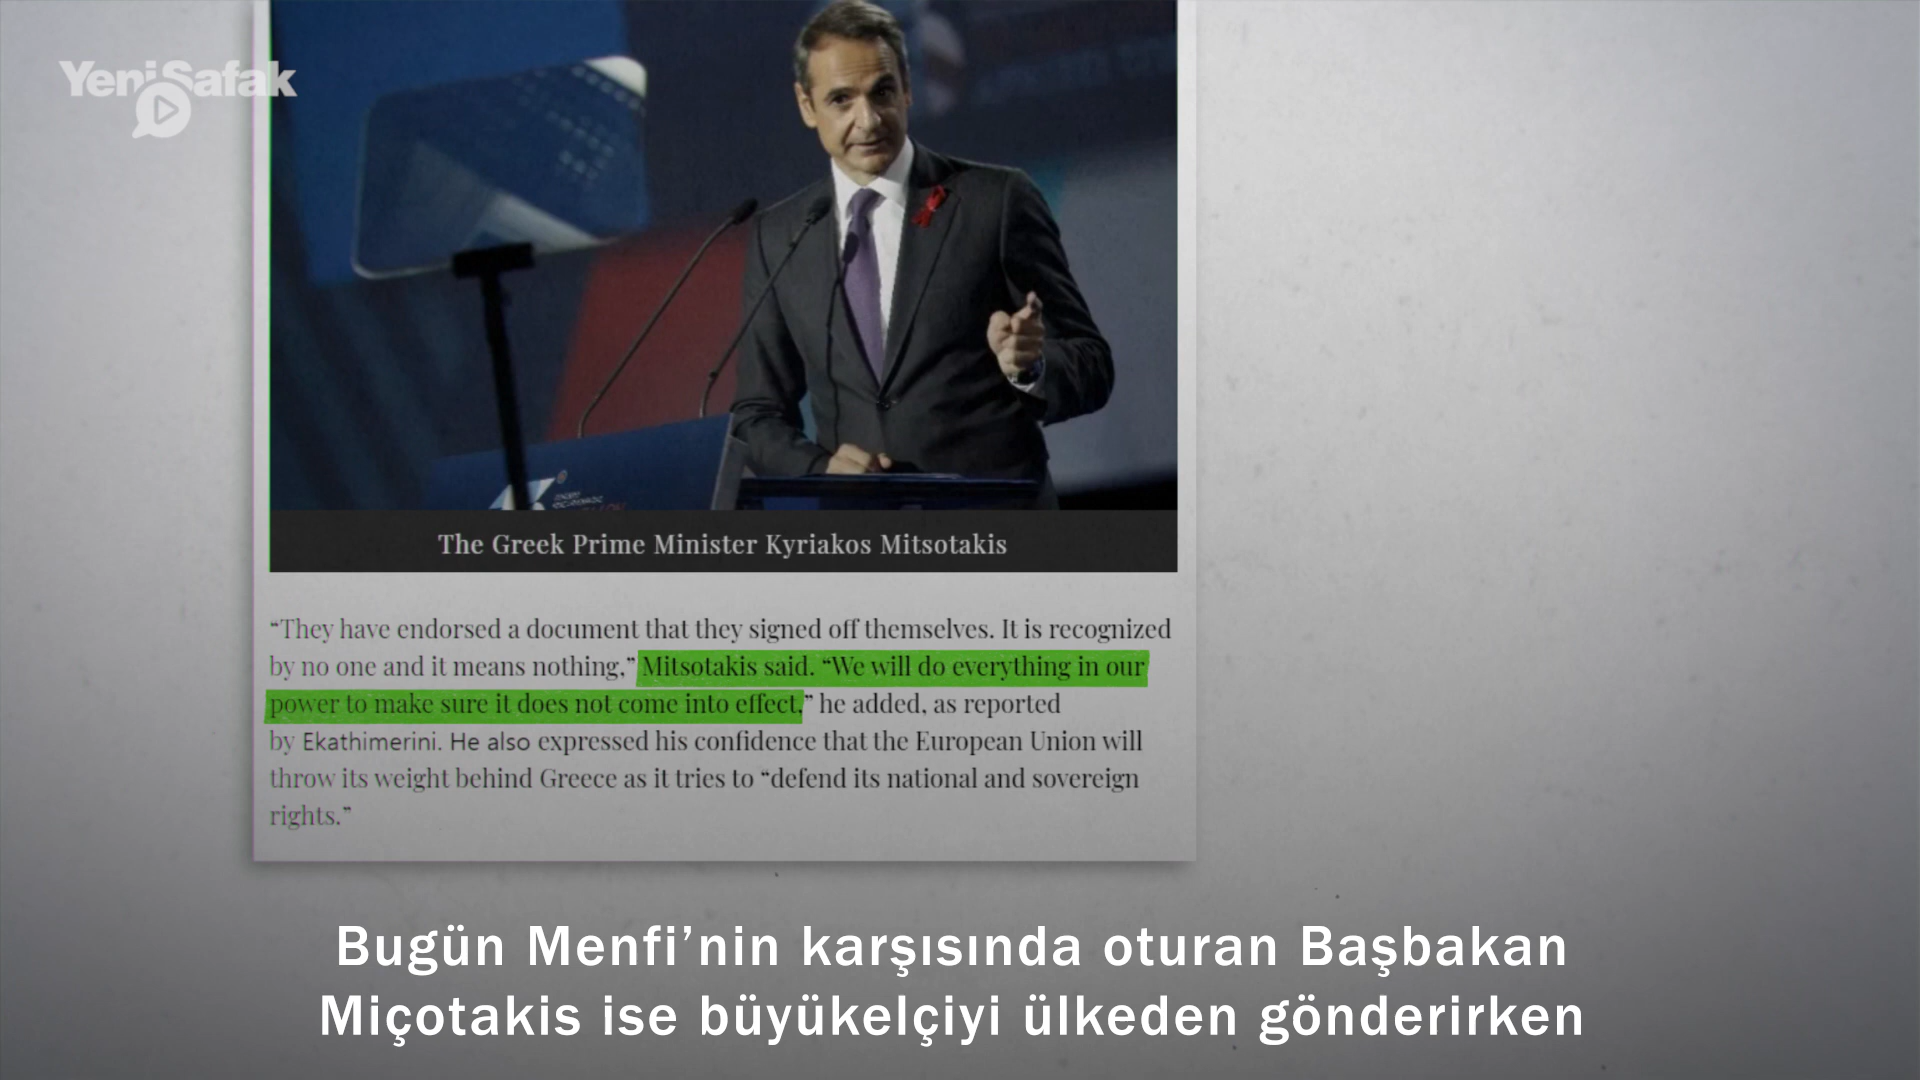 YeniSafak
The Greek Prime Minister Kyriakos Mitsotakis
“They have endorsed a document that they signed off themselves. It is recognized
by no one and it means nothing,” Mitsotakis said. “We will do everything in our
power to make sure it does not come into effect,” he added, as reported
by Ekathimerini. He also expressed his confidence that the European Union will
throw its weight behind Greece as it tries to “defend its national and sovereign
rights.”
Bugün Menfi’nin karşısında oturan Başbakan
Miçotakis ise büyükelçiyi ülkeden gönderirken